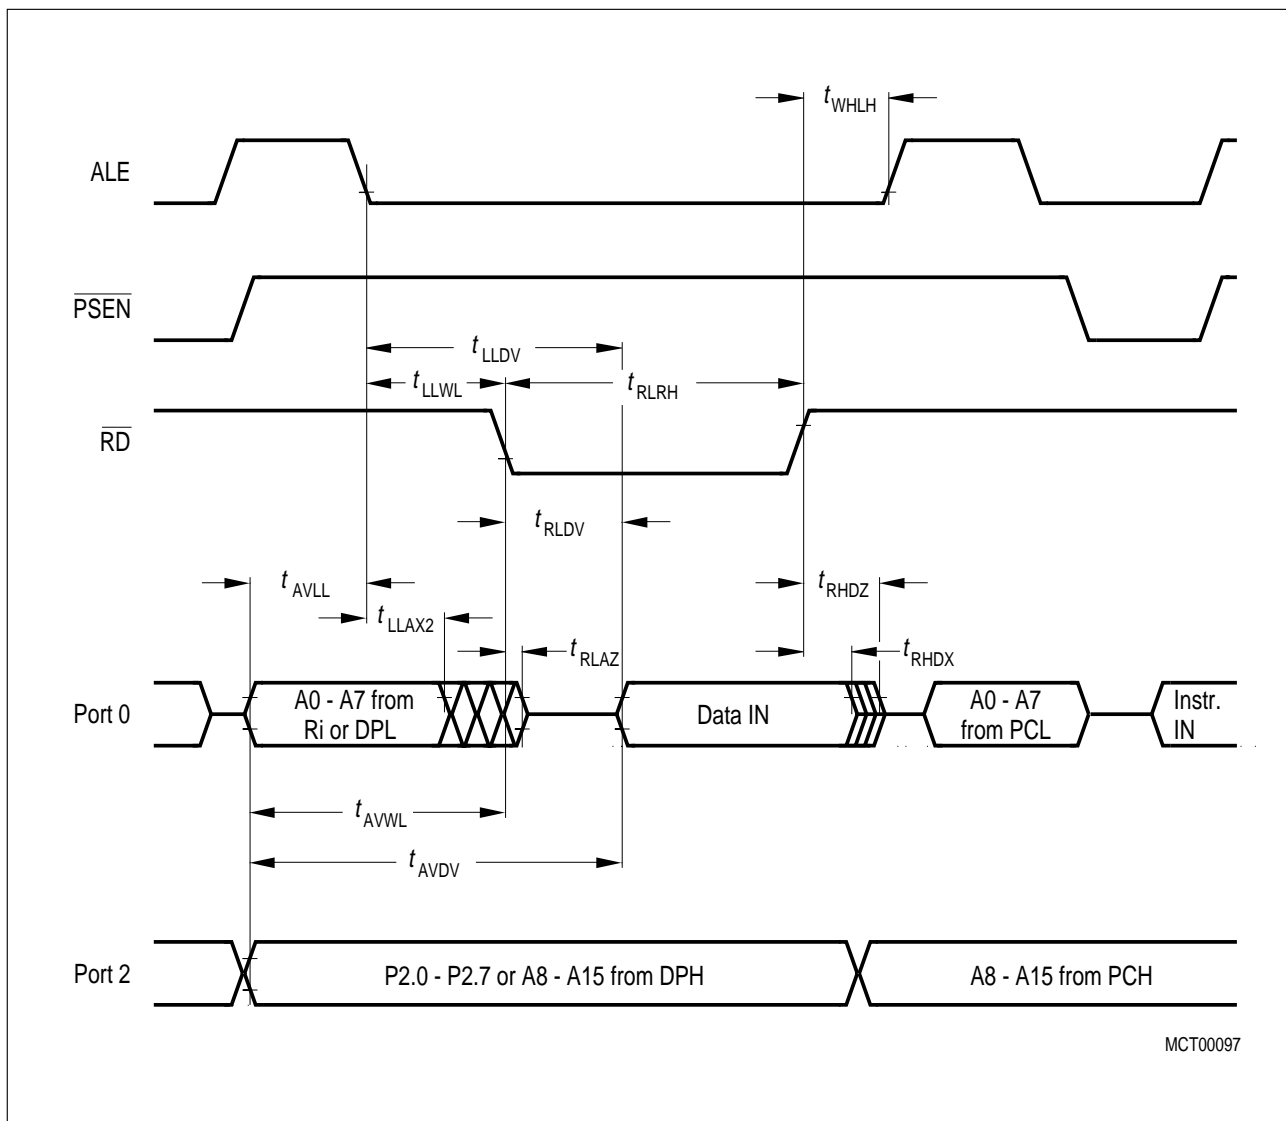 tWHLH
ALE
PSEN
tLLDV
tLLWL
tRLRH
RD
tRLDV
tAVLL
tRHDZ
tLLAX2
tRLAZ
tRHDX
Port 0
A0 - A7 from
Ri or DPL
Data IN
A0 - A7
from PCL
Instr.
IN
tAVWL
tAVDV
Port 2
P2.0 - P2.7 or A8 - A15 from DPH
A8 - A15 from PCH
MCT00097